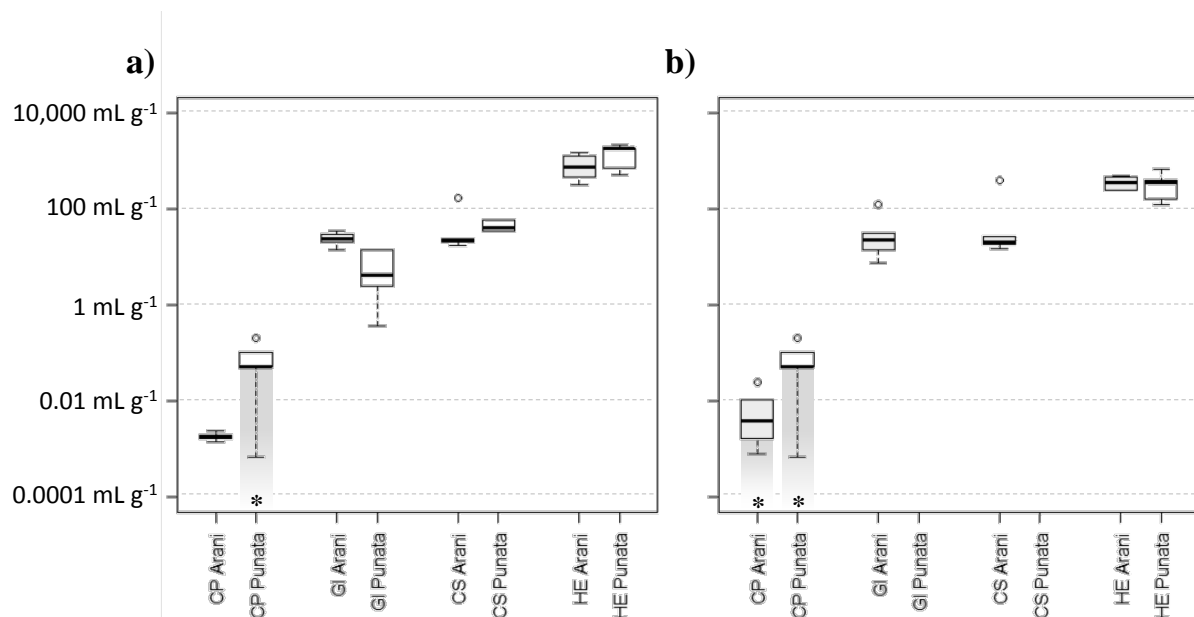 a)
b)
10,000 mL g⁻¹
100 mL g⁻¹
1 mL g⁻¹
0.01 mL g⁻¹
0.0001 mL g⁻¹
*
*
*
CP Arani
CP Punata
GI Arani
GI Punata
CS Arani
CS Punata
HE Arani
HE Punata
CP Arani
CP Punata
GI Arani
GI Punata
CS Arani
CS Punata
HE Arani
HE Punata